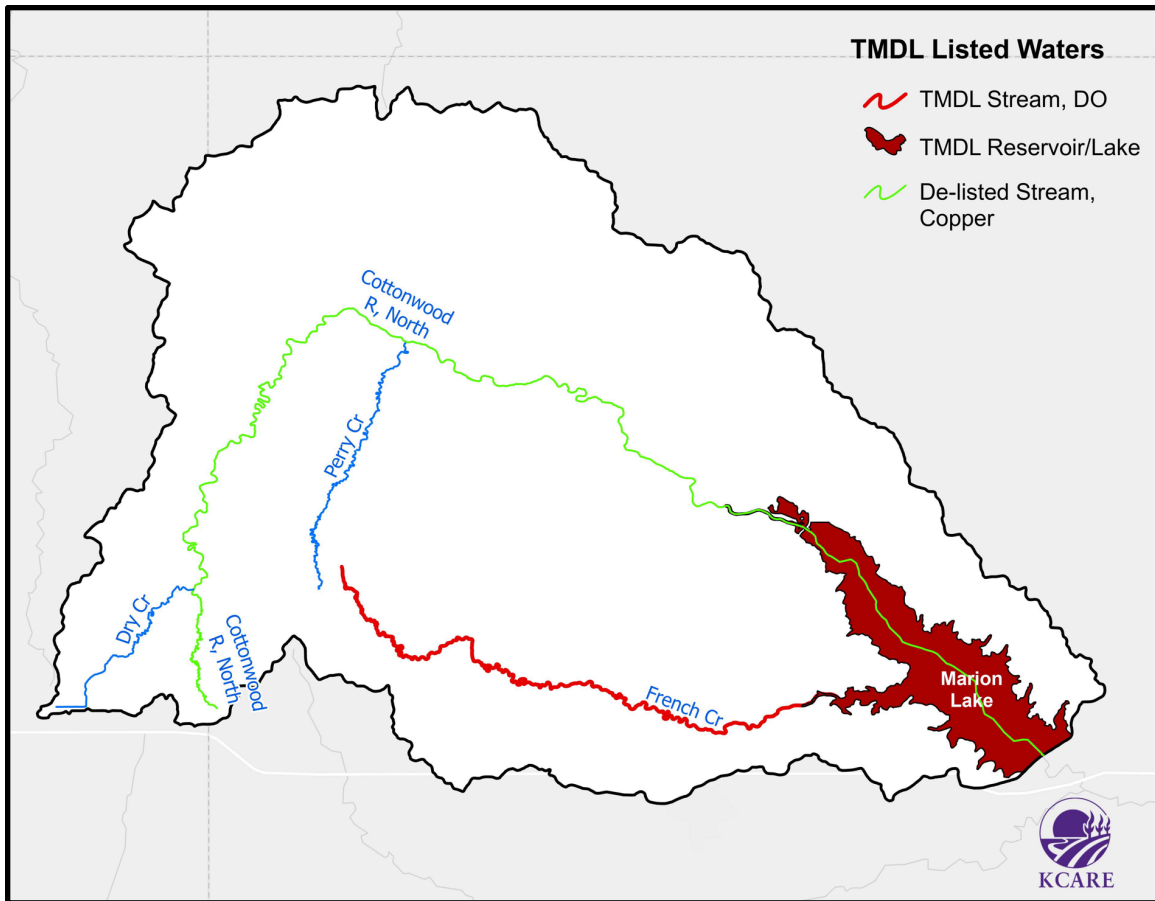 TMDL Listed Waters
TMDL Stream, DO
TMDL Reservoir/Lake
De-listed Stream,
Copper
Cottonwood
R, North
Perry Cr
Dry Cr
Cottonwood
R, North
French Cr
Marion
Lake
KCARE